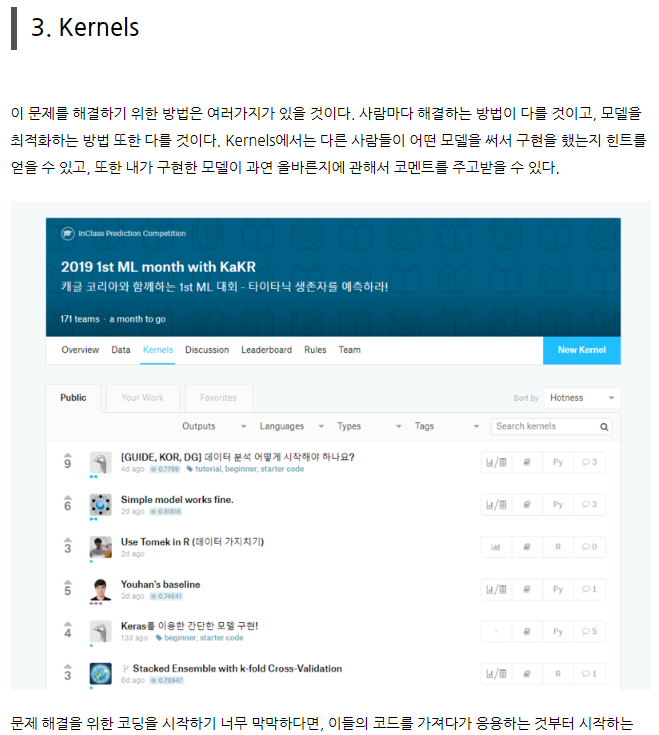 3. Kernels
이 문제를 해결하기 위한 방법은 여러가지가 있을 것이다. 사람마다 해결하는 방법이 다를 것이고, 모델을
최적화하는 방법 또한 다를 것이다. Kernels에서는 다른 사람들이 어떤 모델을 써서 구현을 했는지 힌트를
얻을 수 있고, 또한 내가 구현한 모델이 과연 올바른지에 관해서 코멘트를 주고받을 수 있다.
InClass Prediction Competition
2019 1st ML month with KaKR
캐글 코리아와 함께하는 1st ML 대회 - 타이타닉 생존자를 예측하라!
171 teams · a month to go
Overview Data Kernels Discussion Leaderboard Rules Team New Kernel
Public Your Work Favorites Sort by Hotness
Outputs Languages Types Tags Search kernels
9 [GUIDE, KOR, DG] 데이터 분석 어떻게 시작해야 하나요? Py 3
4d ago 0.7799 tutorial, beginner, starter code
6 Simple model works fine. Py 3
2d ago 0.81818
3 Use Tomek in R (데이터 가지치기) R 0
2d ago
5 Youhan's baseline Py 1
3d ago 0.74641
4 Keras를 이용한 간단한 모델 구현! - Py 5
13d ago beginner, starter code
3 Stacked Ensemble with k-fold Cross-Validation R 1
6d ago 0.78947
문제 해결을 위한 코딩을 시작하기 너무 막막하다면, 이들의 코드를 가져다가 응용하는 것부터 시작하는